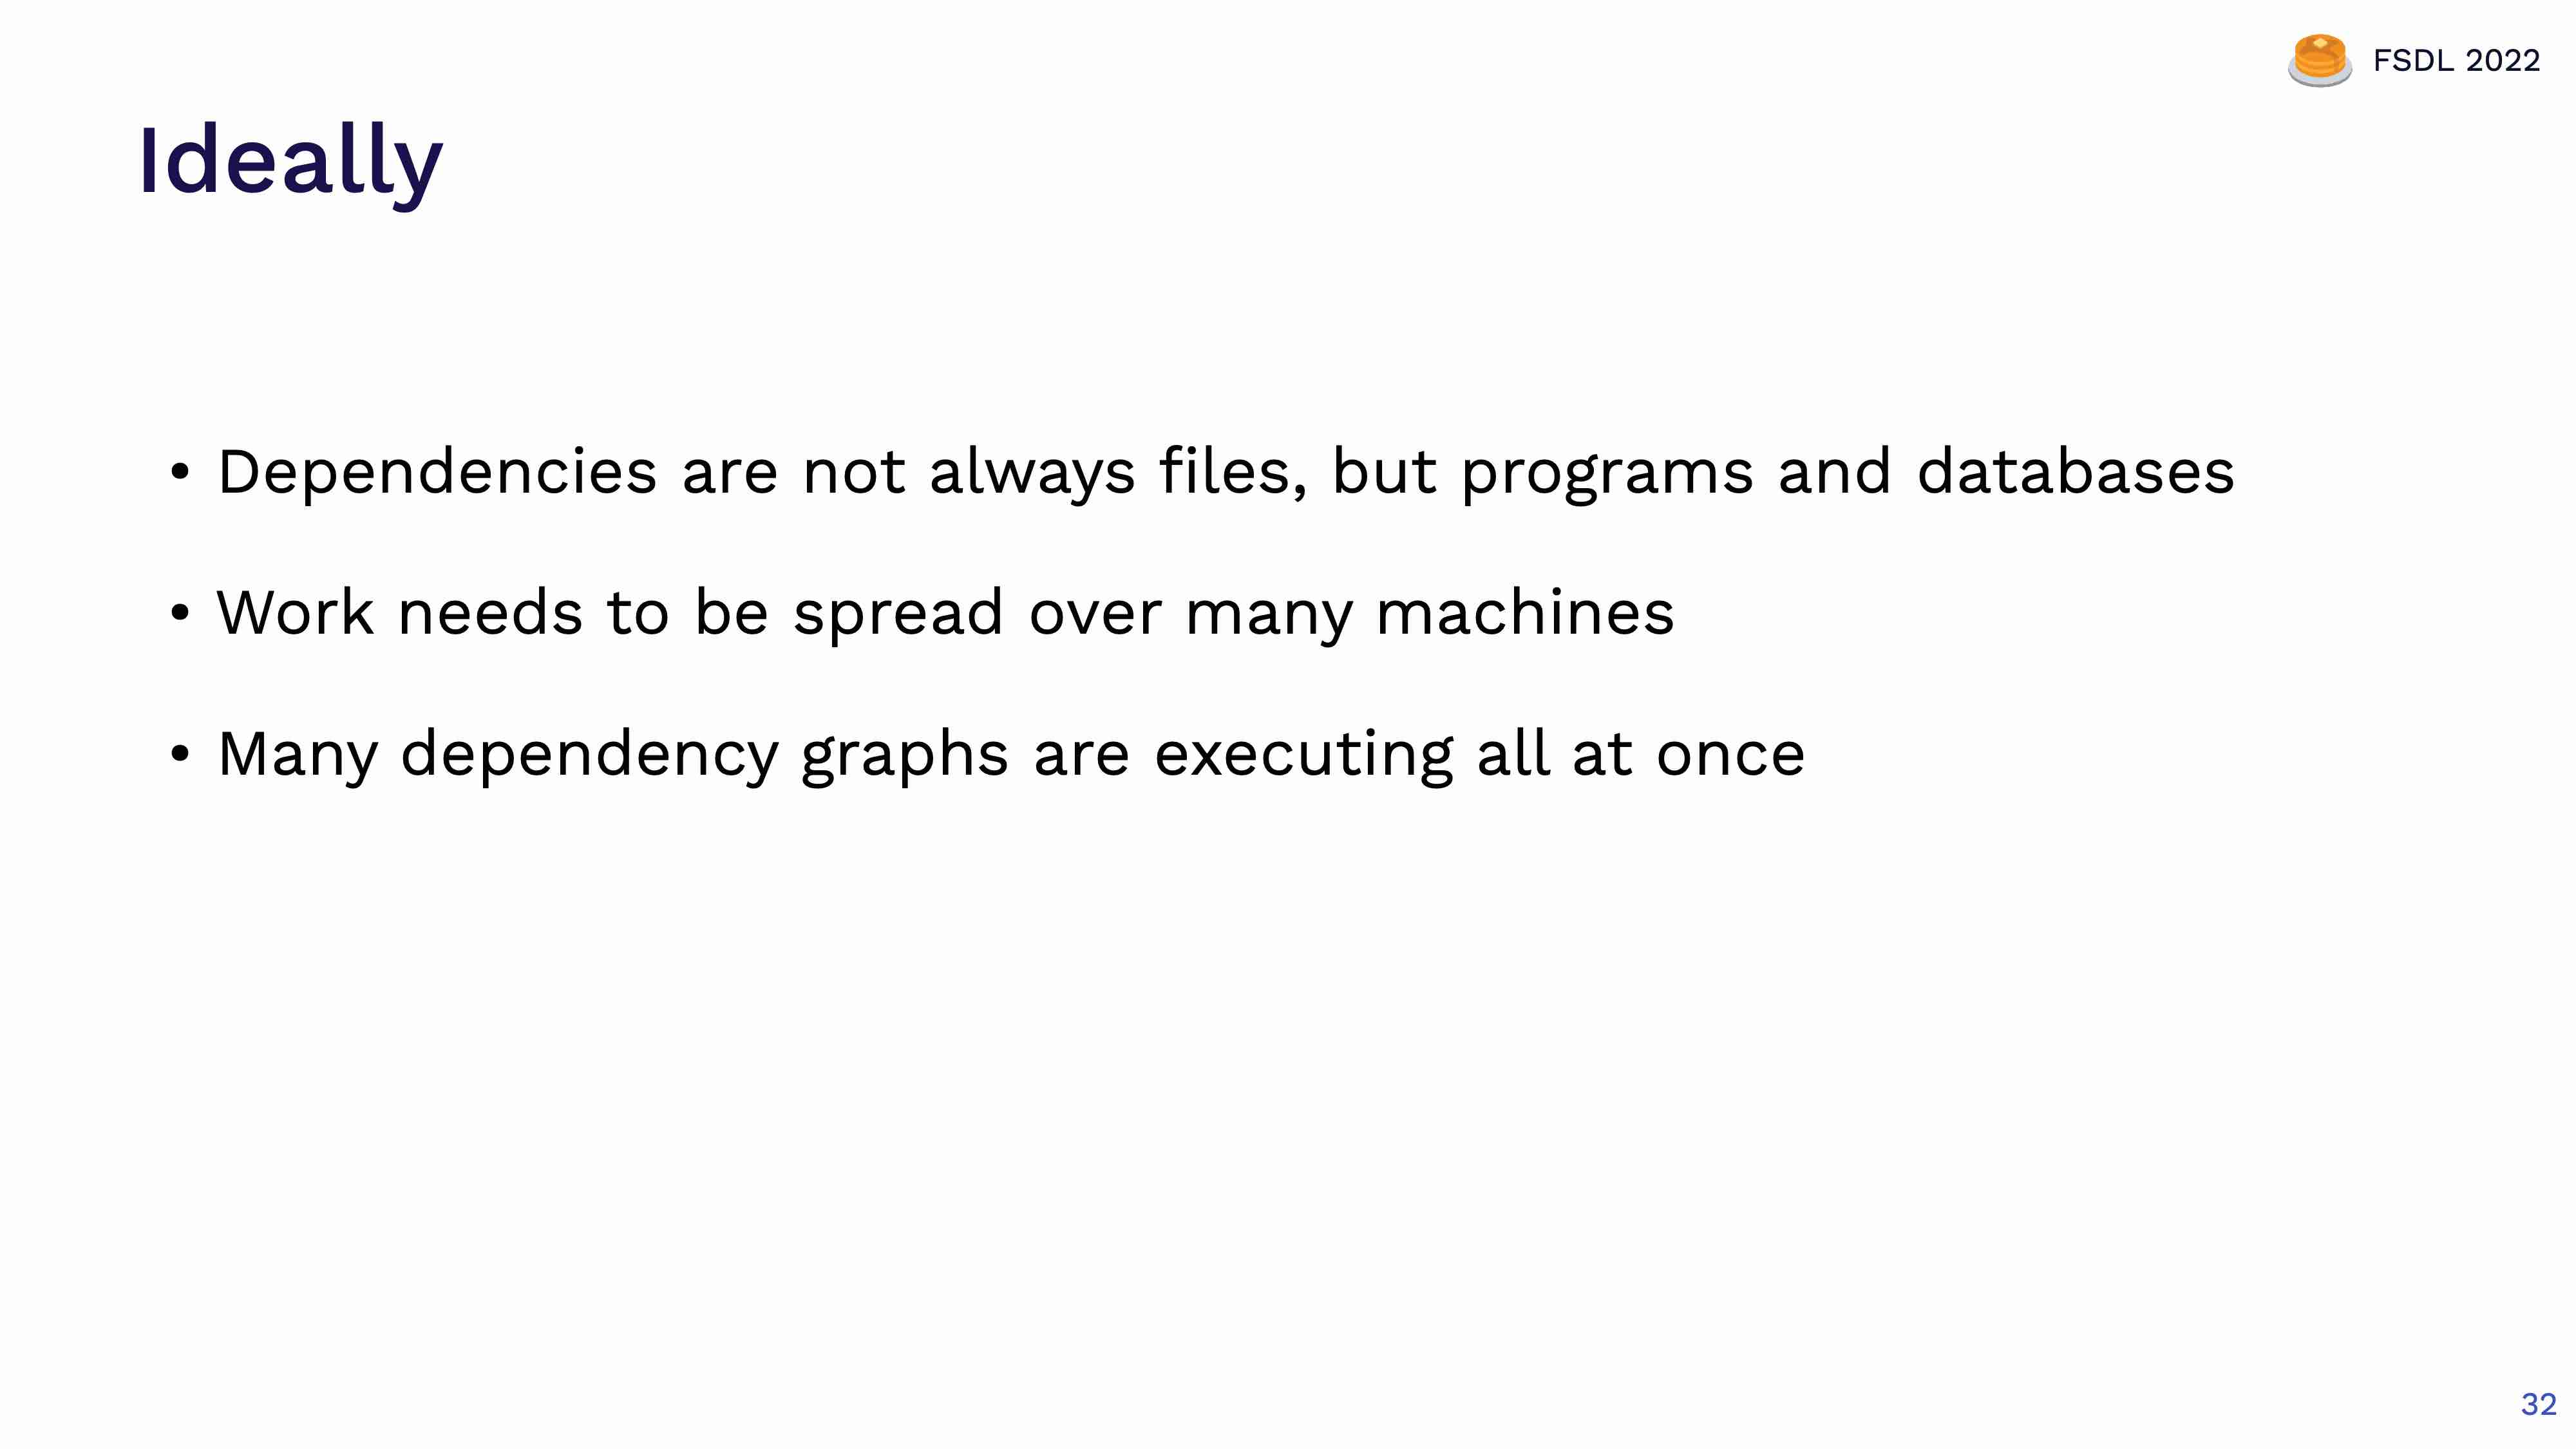 FSDL 2022
Ideally
• Dependencies are not always files, but programs and databases
• Work needs to be spread over many machines
• Many dependency graphs are executing all at once
32